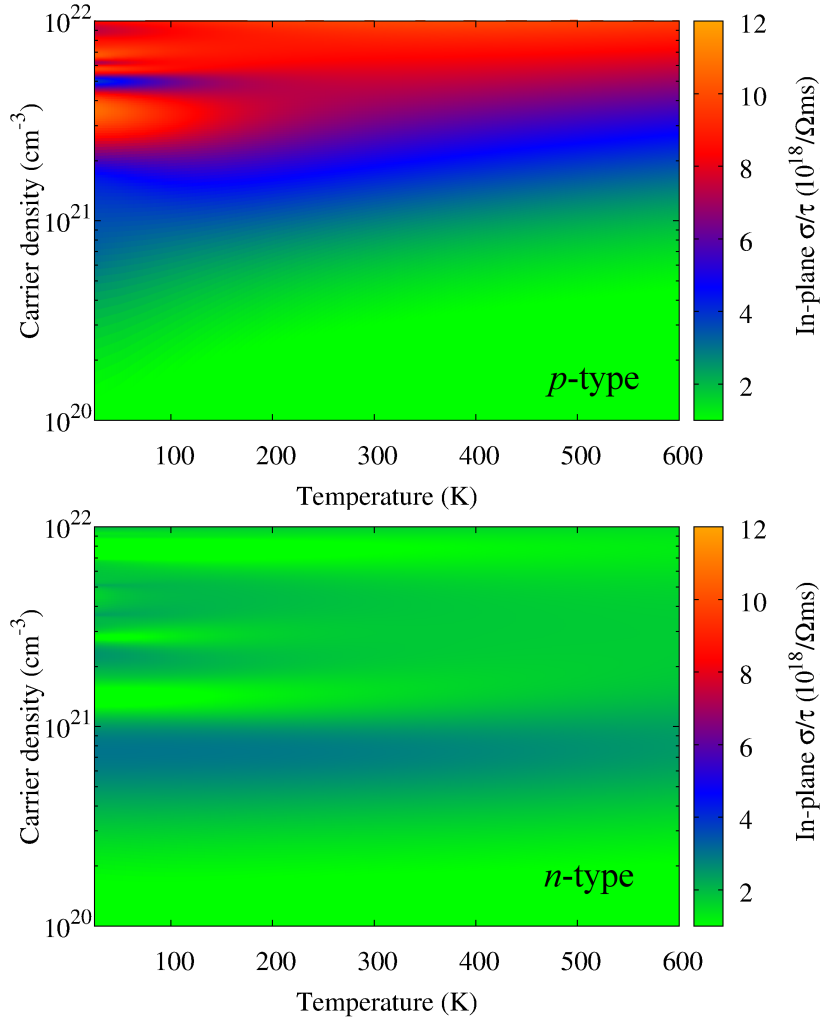 10²²
10²¹
10²⁰
Carrier density (cm⁻³)
p-type
100 200 300 400 500 600
Temperature (K)
12
10
8
6
4
2
In-plane σ/τ (10¹⁸/Ωms)
10²²
10²¹
10²⁰
Carrier density (cm⁻³)
n-type
100 200 300 400 500 600
Temperature (K)
12
10
8
6
4
2
In-plane σ/τ (10¹⁸/Ωms)